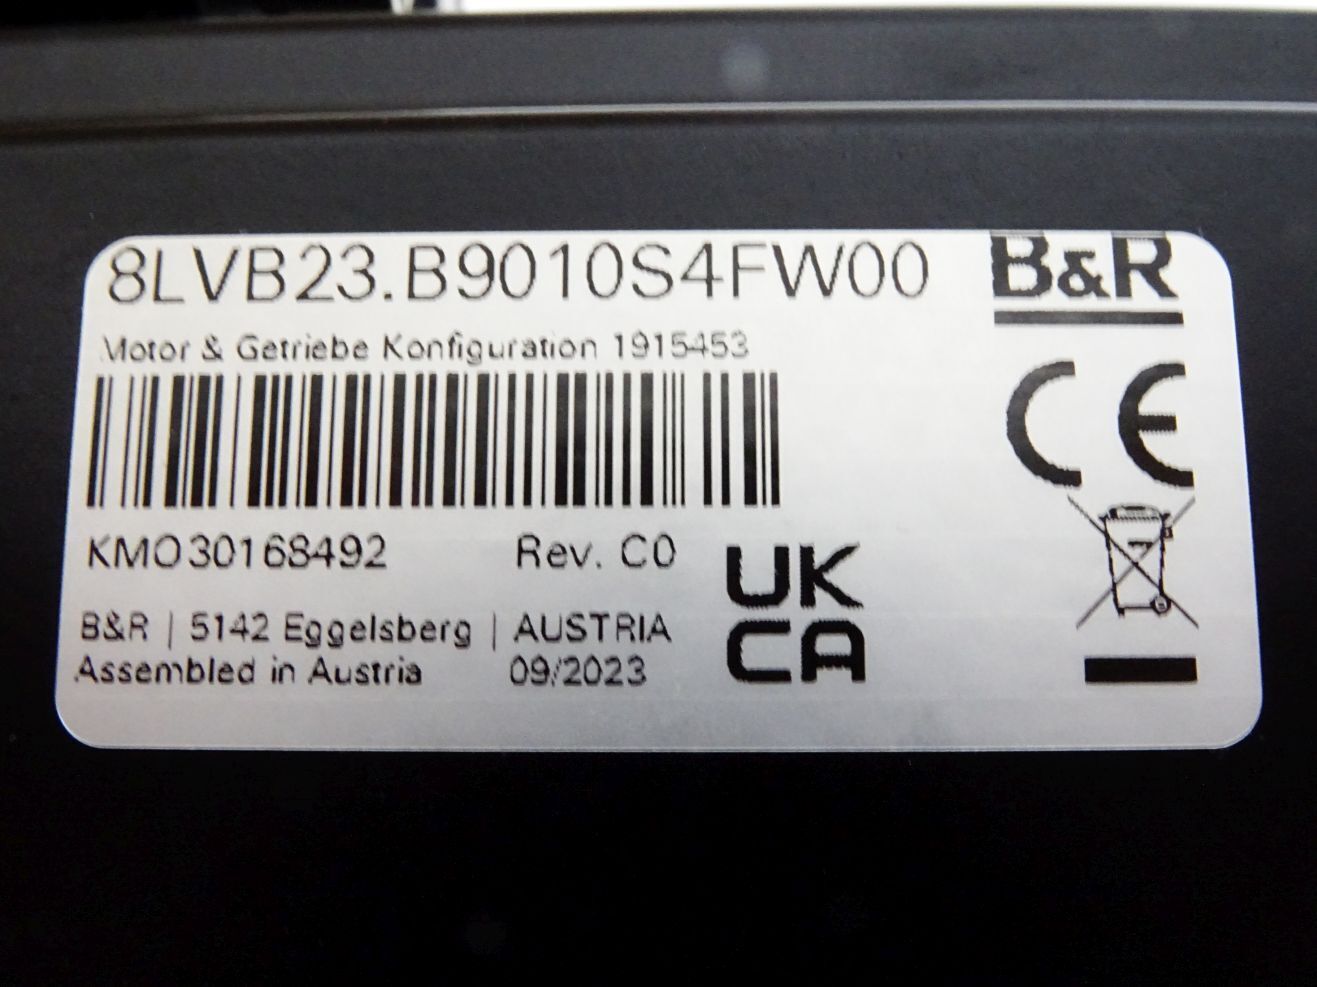 8LVB23.B9010S4FW00
B&R
Motor & Getriebe Konfiguration 1915453
CE
KMO30168492 Rev. C0
UK
CA
B&R | 5142 Eggelsberg | AUSTRIA
Assembled in Austria 09/2023